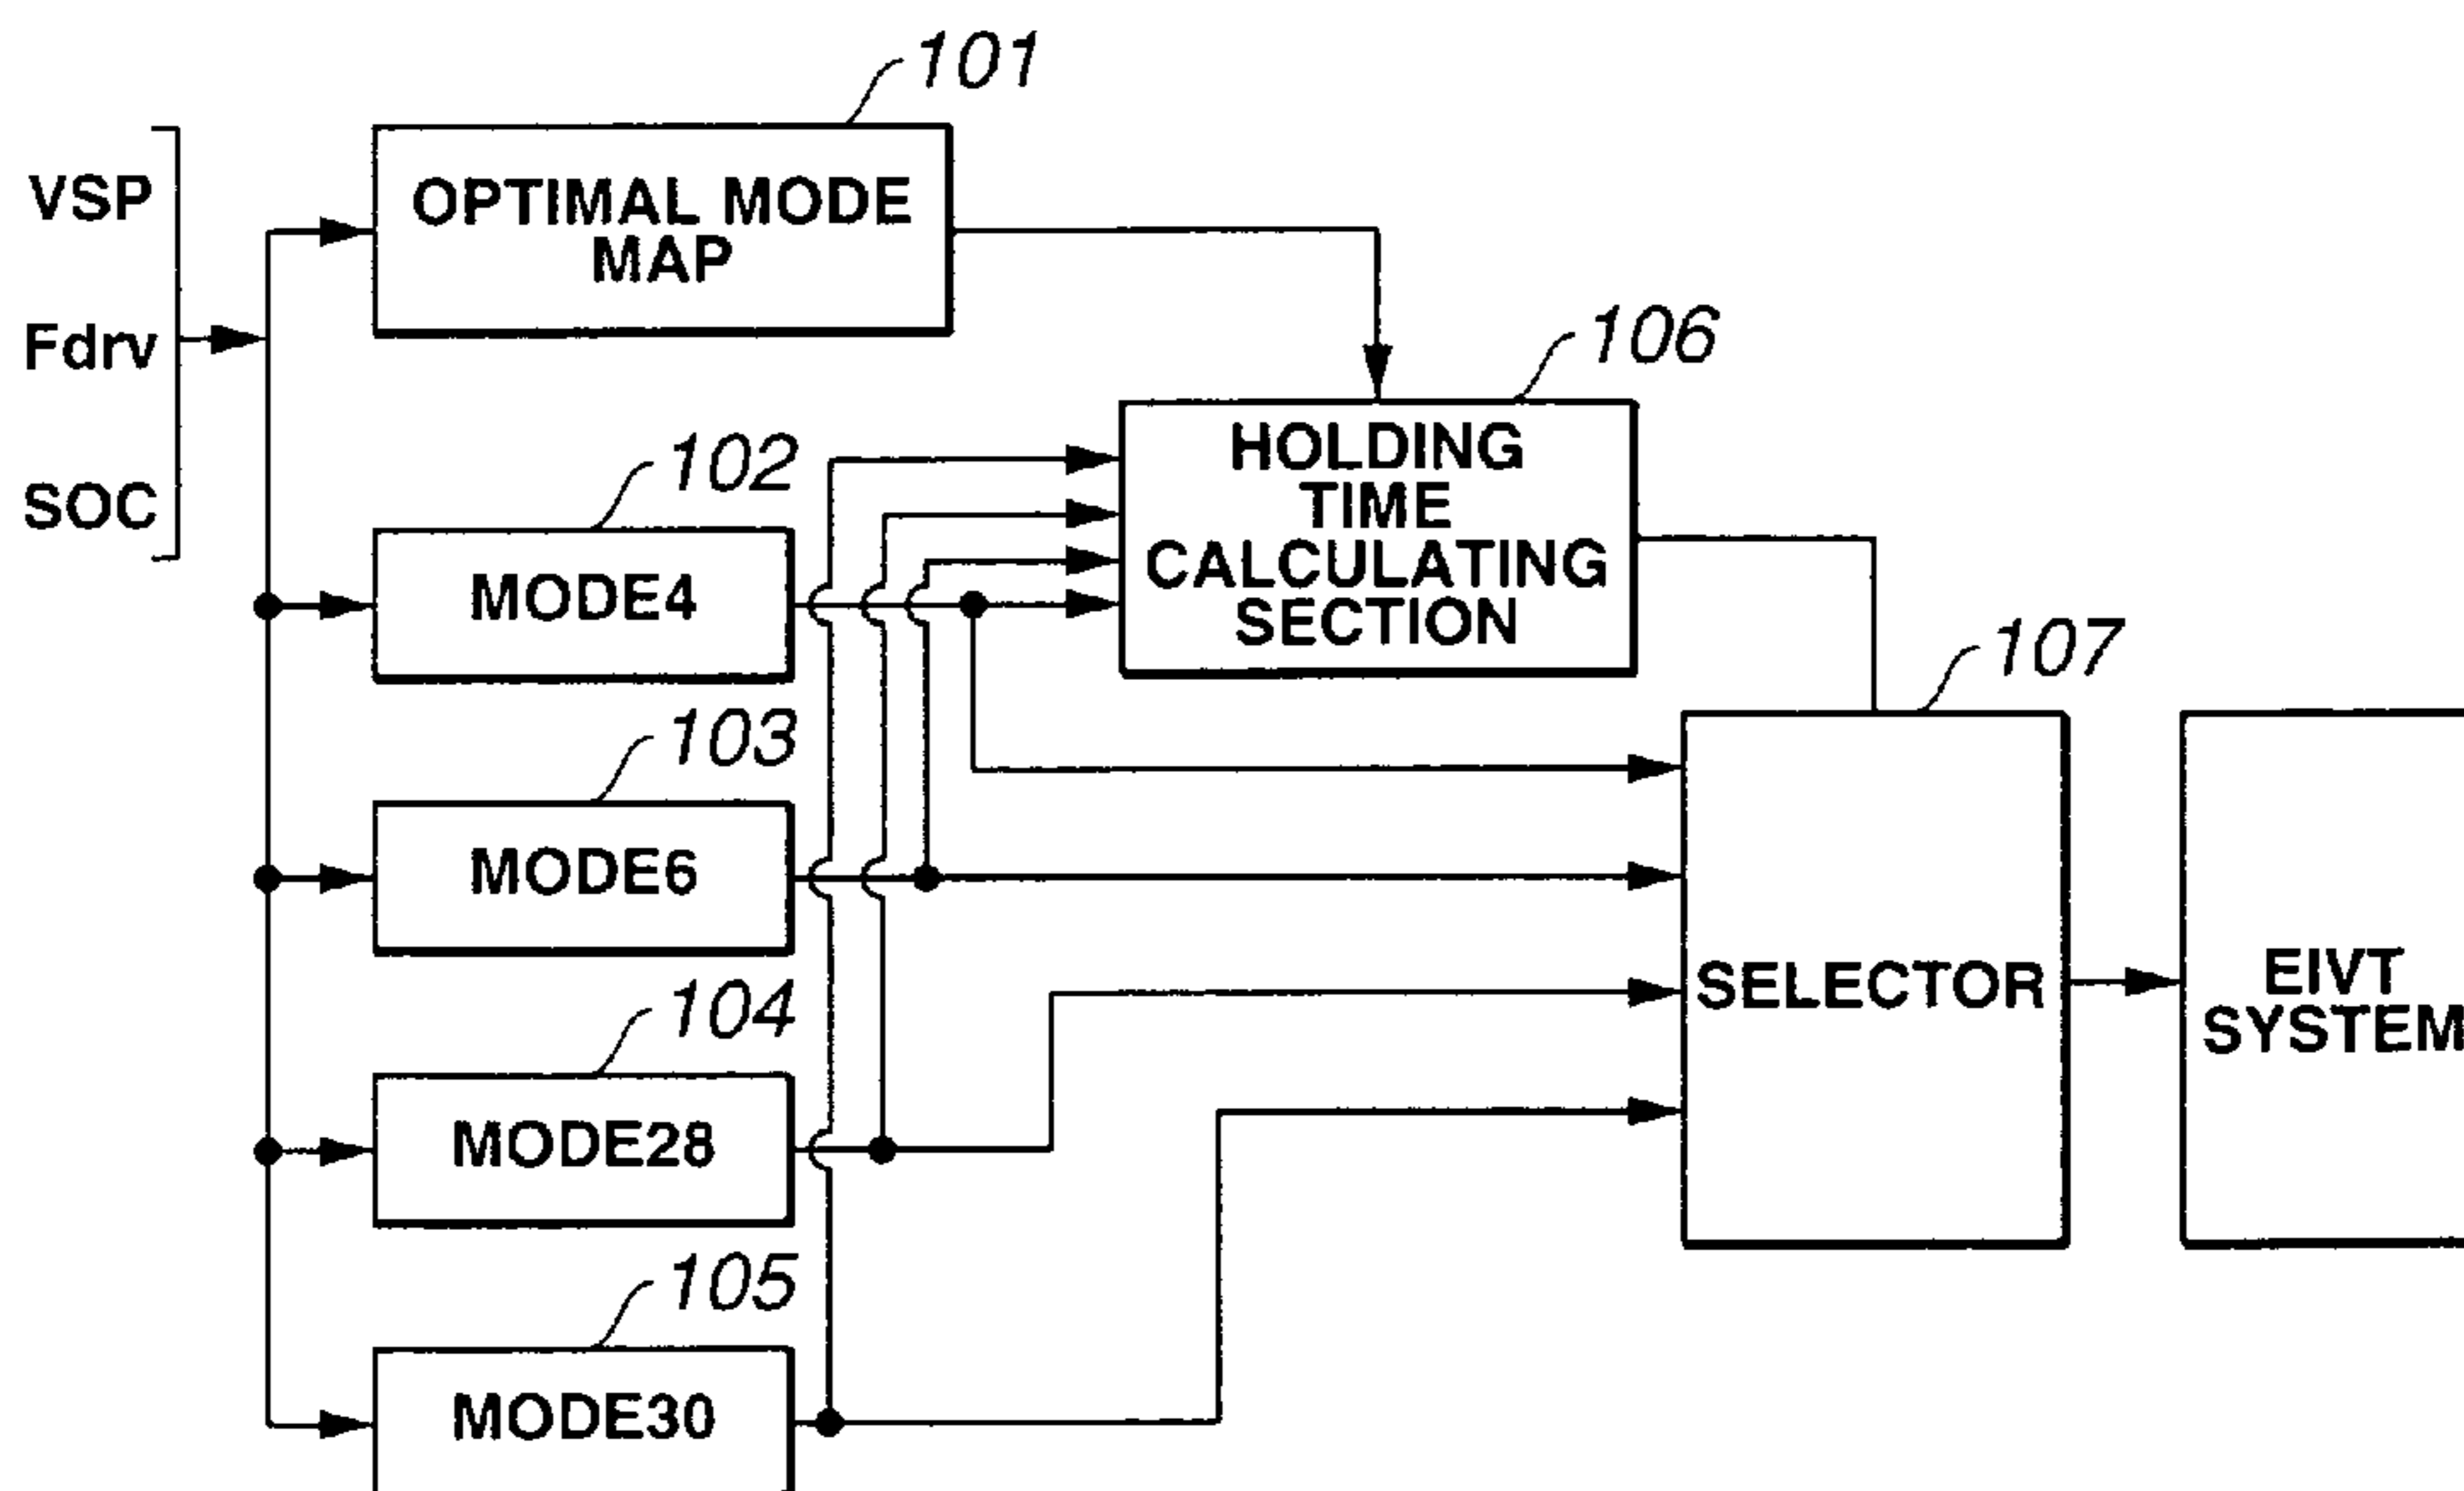 101
VSP
OPTIMAL MODE
MAP
Fdrv
106
SOC
102
HOLDING
TIME
CALCULATING
SECTION
MODE4
107
103
MODE6
SELECTOR
EIVT
SYSTEM
104
MODE28
105
MODE30